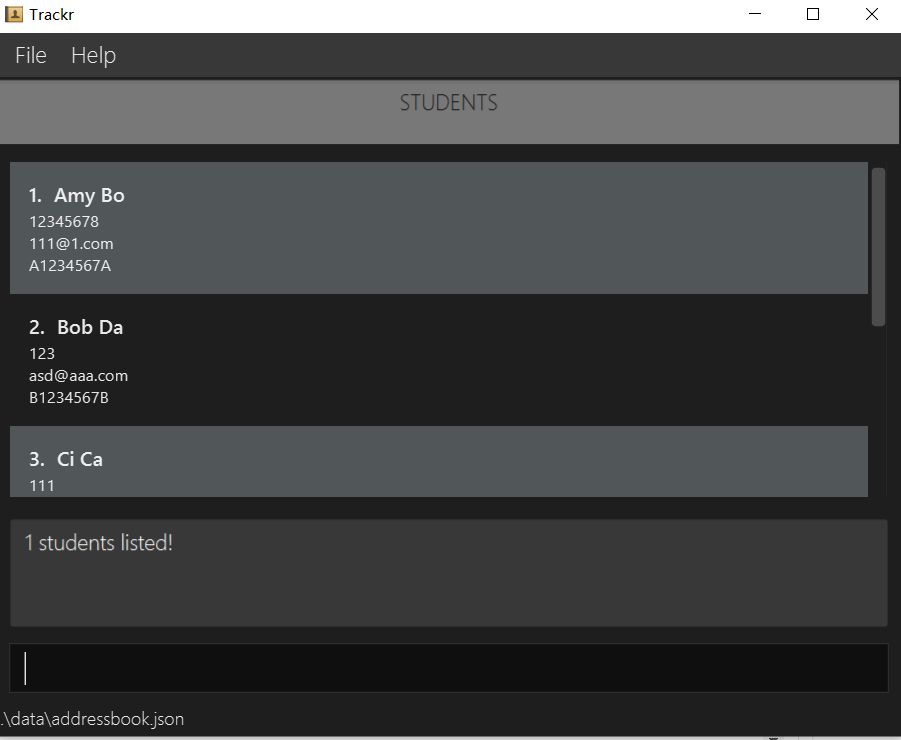 Trackr
File Help
STUDENTS
1. Amy Bo
12345678
111@1.com
A1234567A
2. Bob Da
123
asd@aaa.com
B1234567B
3. Ci Ca
111
1 students listed!
.\data\addressbook.json